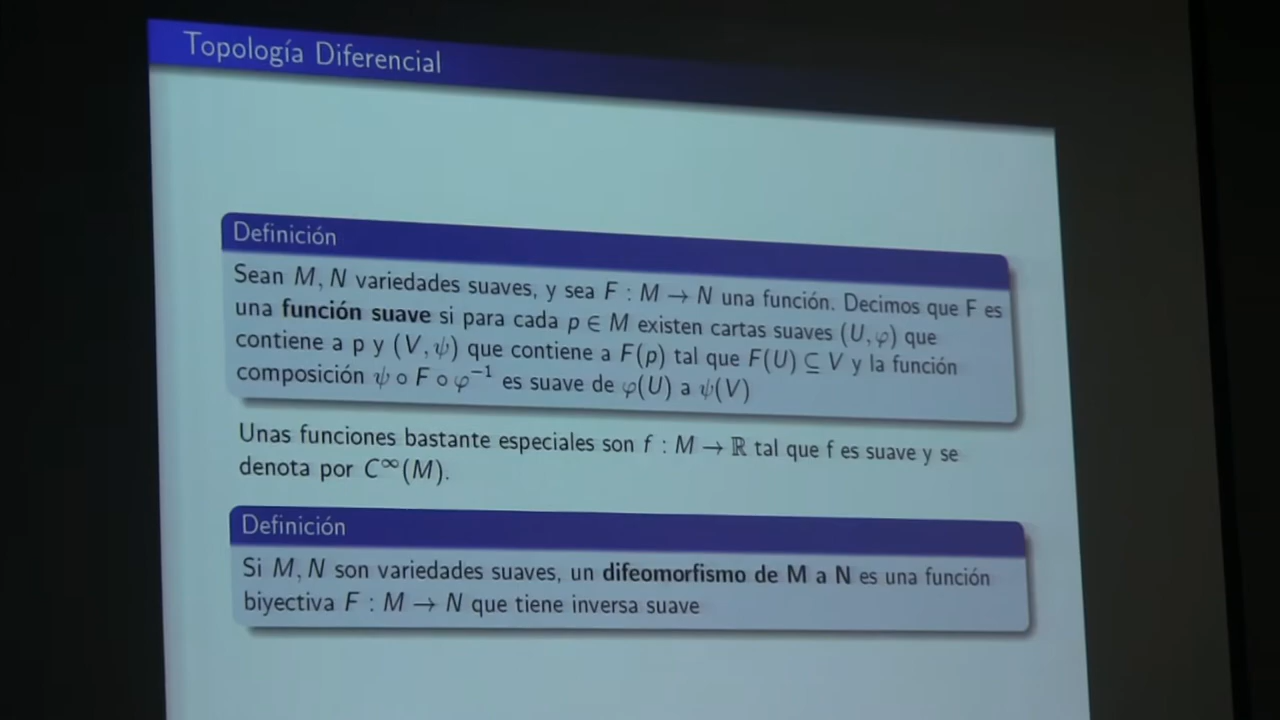 Topología Diferencial
Definición
Sean M, N variedades suaves, y sea F : M → N una función. Decimos que F es
una función suave si para cada p ∈ M existen cartas suaves (U, φ) que
contiene a p y (V, ψ) que contiene a F(p) tal que F(U) ⊆ V y la función
composición ψ ∘ F ∘ φ⁻¹ es suave de φ(U) a ψ(V)
Unas funciones bastante especiales son f : M → ℝ tal que f es suave y se
denota por C∞(M).
Definición
Si M, N son variedades suaves, un difeomorfismo de M a N es una función
biyectiva F : M → N que tiene inversa suave